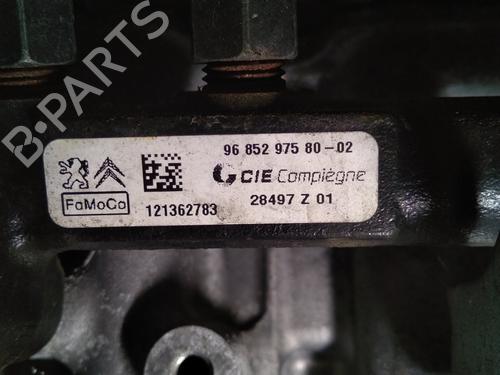 B-PARTS
96 852 975 80-02
CIE Compiègne
FaMoCo
121362783
28497 Z 01